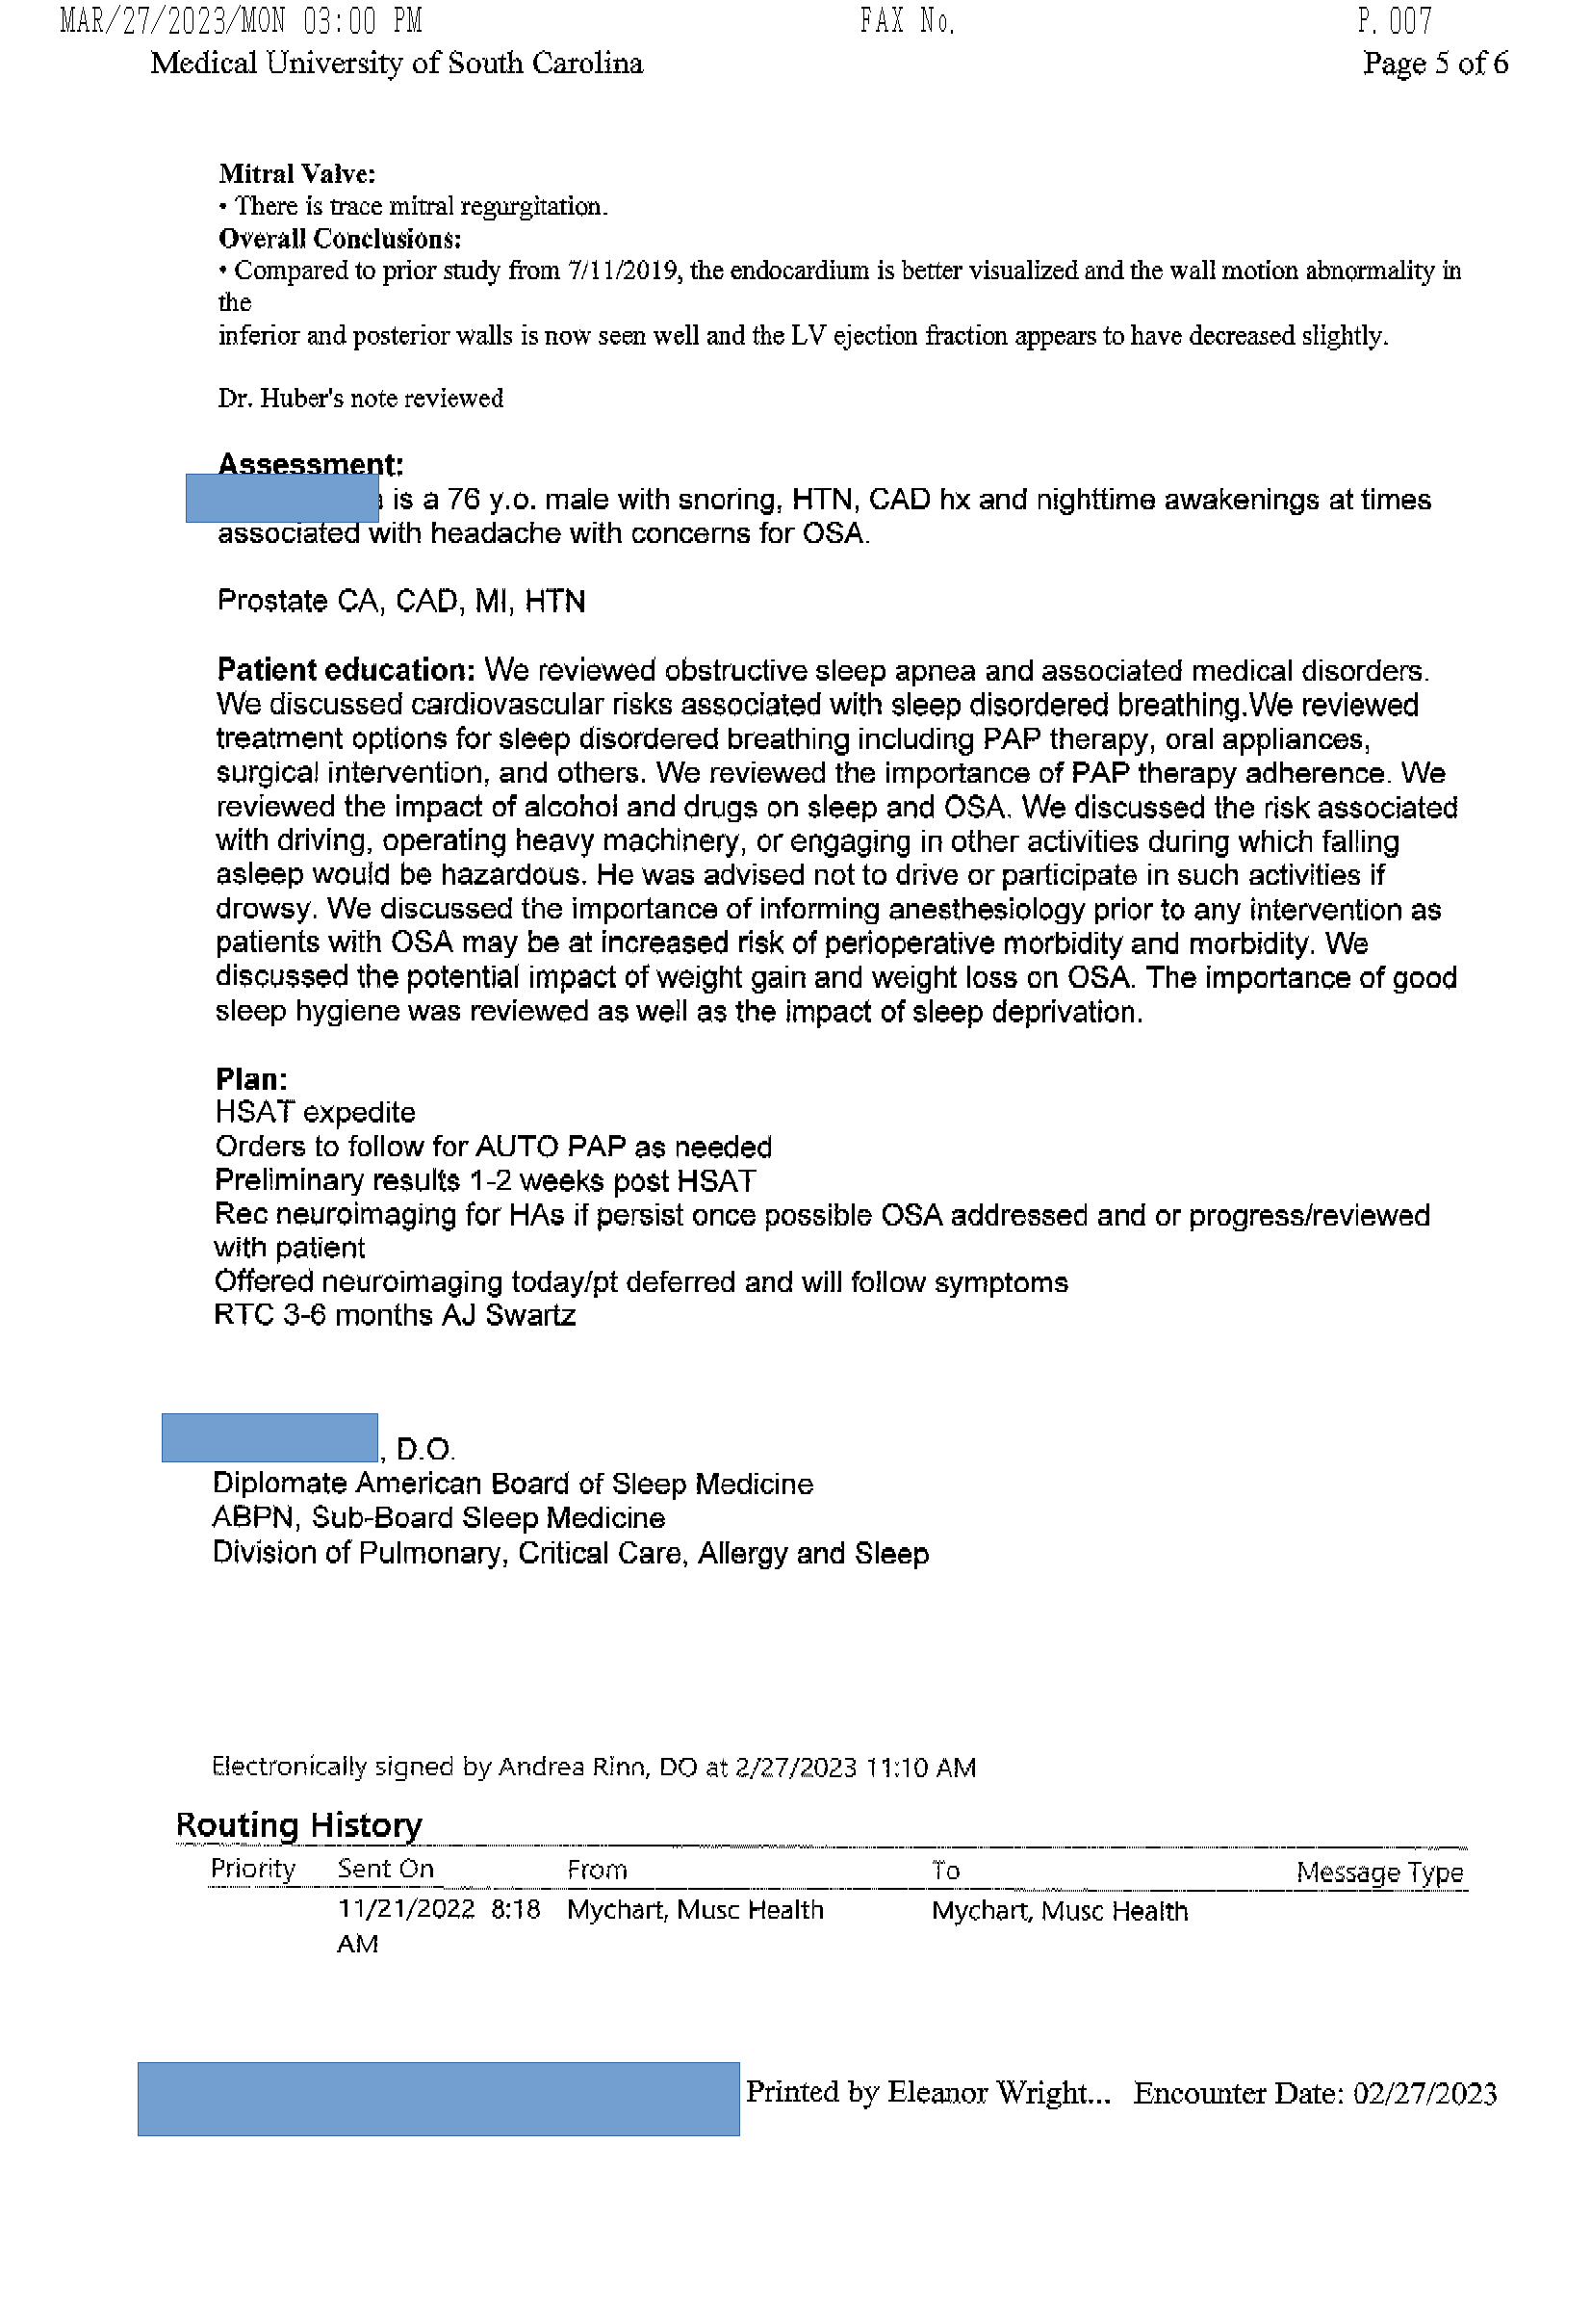 MAR/27/2023/MON 03:00 PM FAX No. P. 007
Medical University of South Carolina Page 5 of 6
Mitral Valve:
• There is trace mitral regurgitation.
Overall Conclusions:
• Compared to prior study from 7/11/2019, the endocardium is better visualized and the wall motion abnormality in
the
inferior and posterior walls is now seen well and the LV ejection fraction appears to have decreased slightly.
Dr. Huber's note reviewed
Assessment:
is a 76 y.o. male with snoring, HTN, CAD hx and nighttime awakenings at times
associated with headache with concerns for OSA.
Prostate CA, CAD, MI, HTN
Patient education: We reviewed obstructive sleep apnea and associated medical disorders.
We discussed cardiovascular risks associated with sleep disordered breathing.We reviewed
treatment options for sleep disordered breathing including PAP therapy, oral appliances,
surgical intervention, and others. We reviewed the importance of PAP therapy adherence. We
reviewed the impact of alcohol and drugs on sleep and OSA. We discussed the risk associated
with driving, operating heavy machinery, or engaging in other activities during which falling
asleep would be hazardous. He was advised not to drive or participate in such activities if
drowsy. We discussed the importance of informing anesthesiology prior to any intervention as
patients with OSA may be at increased risk of perioperative morbidity and morbidity. We
discussed the potential impact of weight gain and weight loss on OSA. The importance of good
sleep hygiene was reviewed as well as the impact of sleep deprivation.
Plan:
HSAT expedite
Orders to follow for AUTO PAP as needed
Preliminary results 1-2 weeks post HSAT
Rec neuroimaging for HAs if persist once possible OSA addressed and or progress/reviewed
with patient
Offered neuroimaging today/pt deferred and will follow symptoms
RTC 3-6 months AJ Swartz
, D.O.
Diplomate American Board of Sleep Medicine
ABPN, Sub-Board Sleep Medicine
Division of Pulmonary, Critical Care, Allergy and Sleep
Electronically signed by Andrea Rinn, DO at 2/27/2023 11:10 AM
Routing History
Priority Sent On From To Message Type
11/21/2022 8:18 Mychart, Musc Health Mychart, Musc Health
AM
Printed by Eleanor Wright... Encounter Date: 02/27/2023